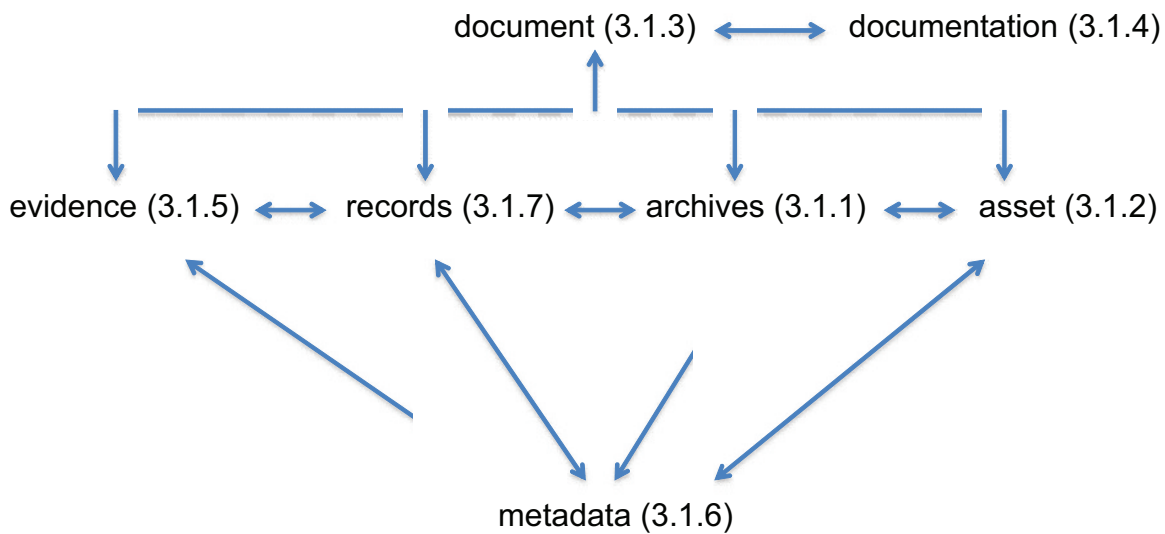 document (3.1.3) documentation (3.1.4)
evidence (3.1.5) records (3.1.7) archives (3.1.1) asset (3.1.2)
metadata (3.1.6)